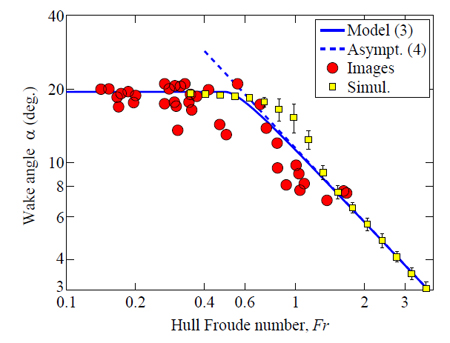 40
20
10
8
6
4
3
Wake angle α (deg.)
Model (3)
Asympt. (4)
Images
Simul.
0.1
0.2
0.4
0.6
1
2
3
Hull Froude number, Fr